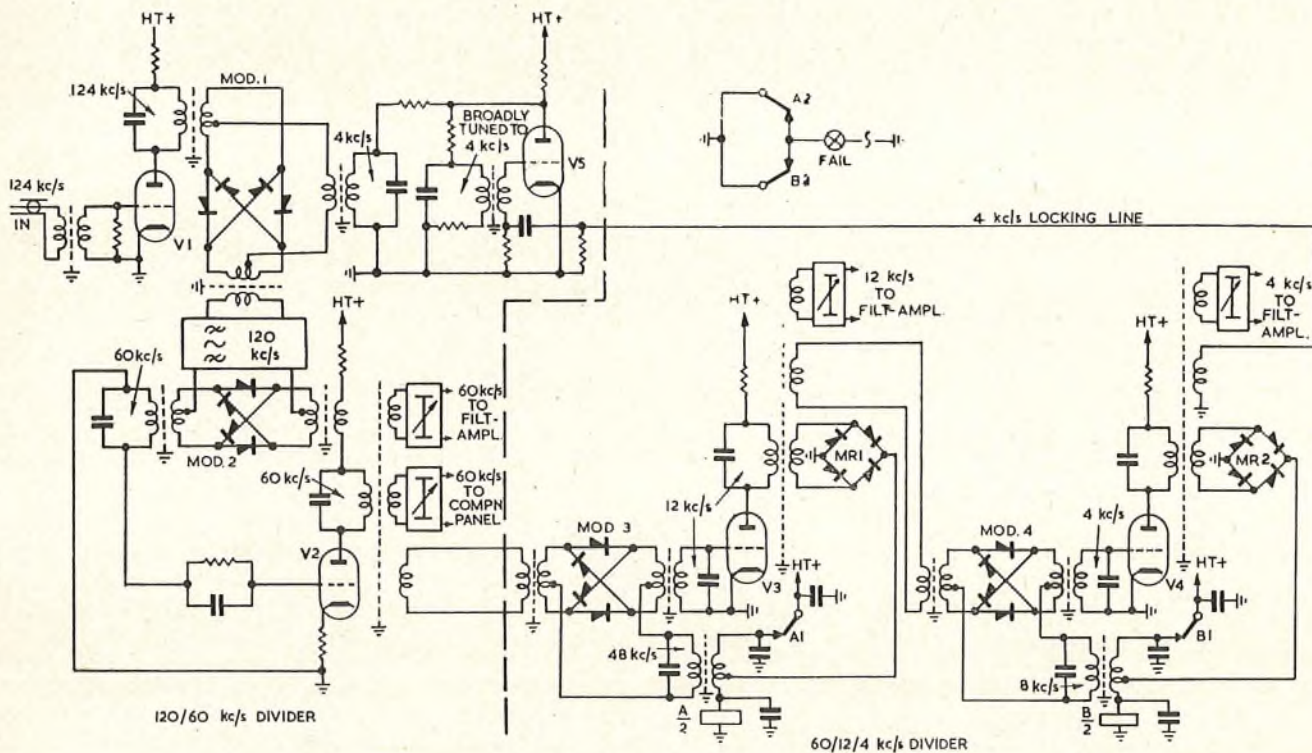 HT+
124 kc/s
MOD. 1
124 kc/s
IN
V1
4 kc/s
HT+
BROADLY
TUNED TO
4 kc/s
V5
A2
FAIL
B2
4 kc/s LOCKING LINE
120
kc/s
HT+
60 kc/s
MOD.2
60 kc/s
TO
FILT-
AMPL.
60 kc/s
60 kc/s
TO
COMPN
PANEL
V2
120/60 kc/s DIVIDER
HT+
12 kc/s
TO
FILT-AMPL.
MR1
12 kc/s
MOD 3
V3
HT+
A1
48 kc/s
A
2
HT+
4 kc/s
TO
FILT-
AMPL.
MR2
MOD.4
4 kc/s
V4
HT+
B1
8 kc/s
B
2
60/12/4 kc/s DIVIDER